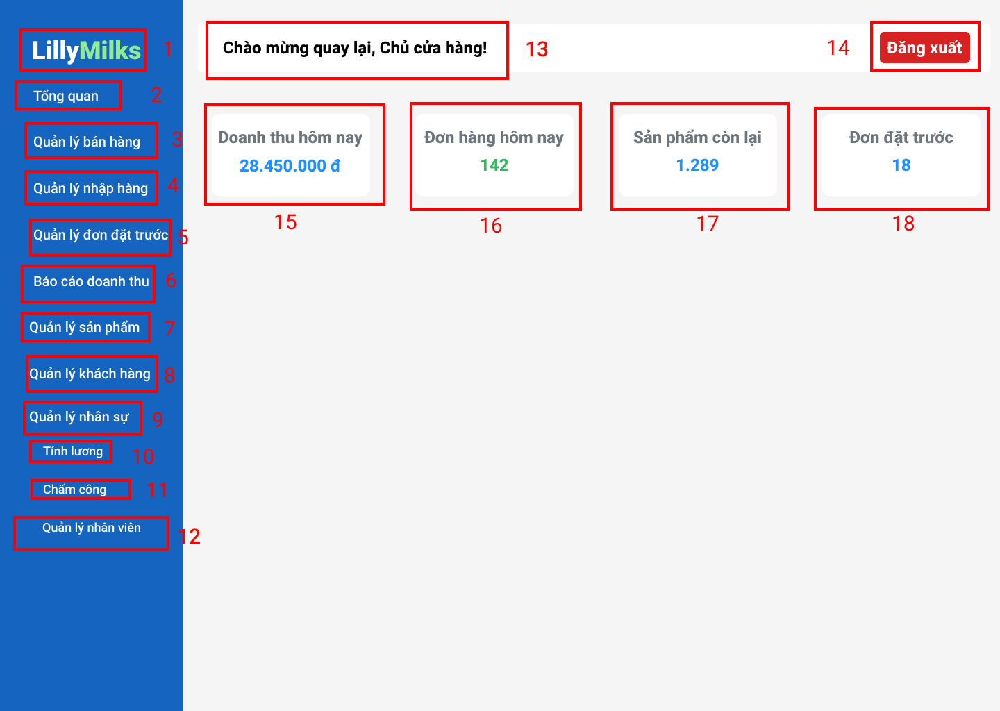 LillyMilks 1
Tổng quan 2
Quản lý bán hàng 3
Quản lý nhập hàng 4
Quản lý đơn đặt trước 5
Báo cáo doanh thu 6
Quản lý sản phẩm 7
Quản lý khách hàng 8
Quản lý nhân sự 9
Tính lương 10
Chấm công 11
Quản lý nhân viên 12
Chào mừng quay lại, Chủ cửa hàng! 13
14 Đăng xuất
Doanh thu hôm nay
28.450.000 đ
15
Đơn hàng hôm nay
142
16
Sản phẩm còn lại
1.289
17
Đơn đặt trước
18
18